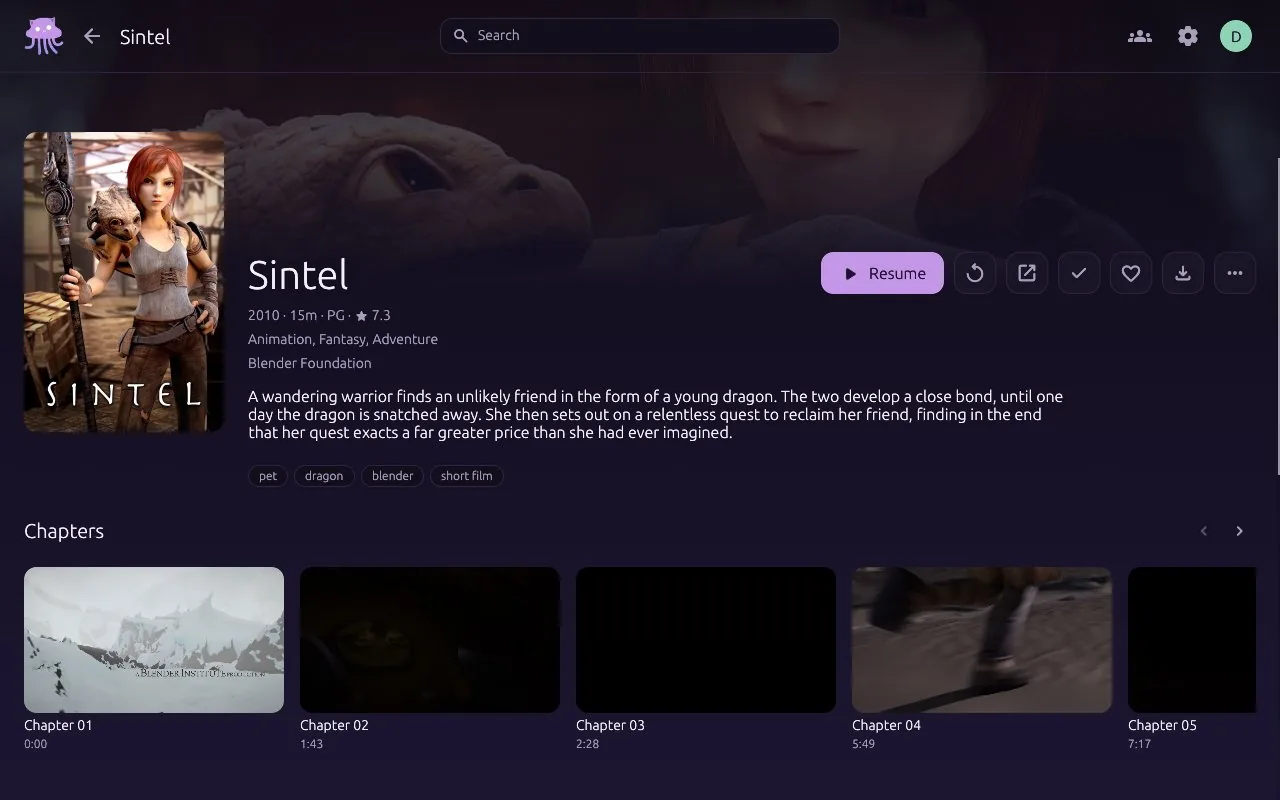 Sintel
Search
D
SINTEL
Sintel
Resume
2010 · 15m · PG · ★ 7.3
Animation, Fantasy, Adventure
Blender Foundation
A wandering warrior finds an unlikely friend in the form of a young dragon. The two develop a close bond, until one
day the dragon is snatched away. She then sets out on a relentless quest to reclaim her friend, finding in the end
that her quest exacts a far greater price than she had ever imagined.
pet
dragon
blender
short film
Chapters
A BLENDER INSTITUTE PRODUCTION
Chapter 01
0:00
Chapter 02
1:43
Chapter 03
2:28
Chapter 04
5:49
Chapter 05
7:17